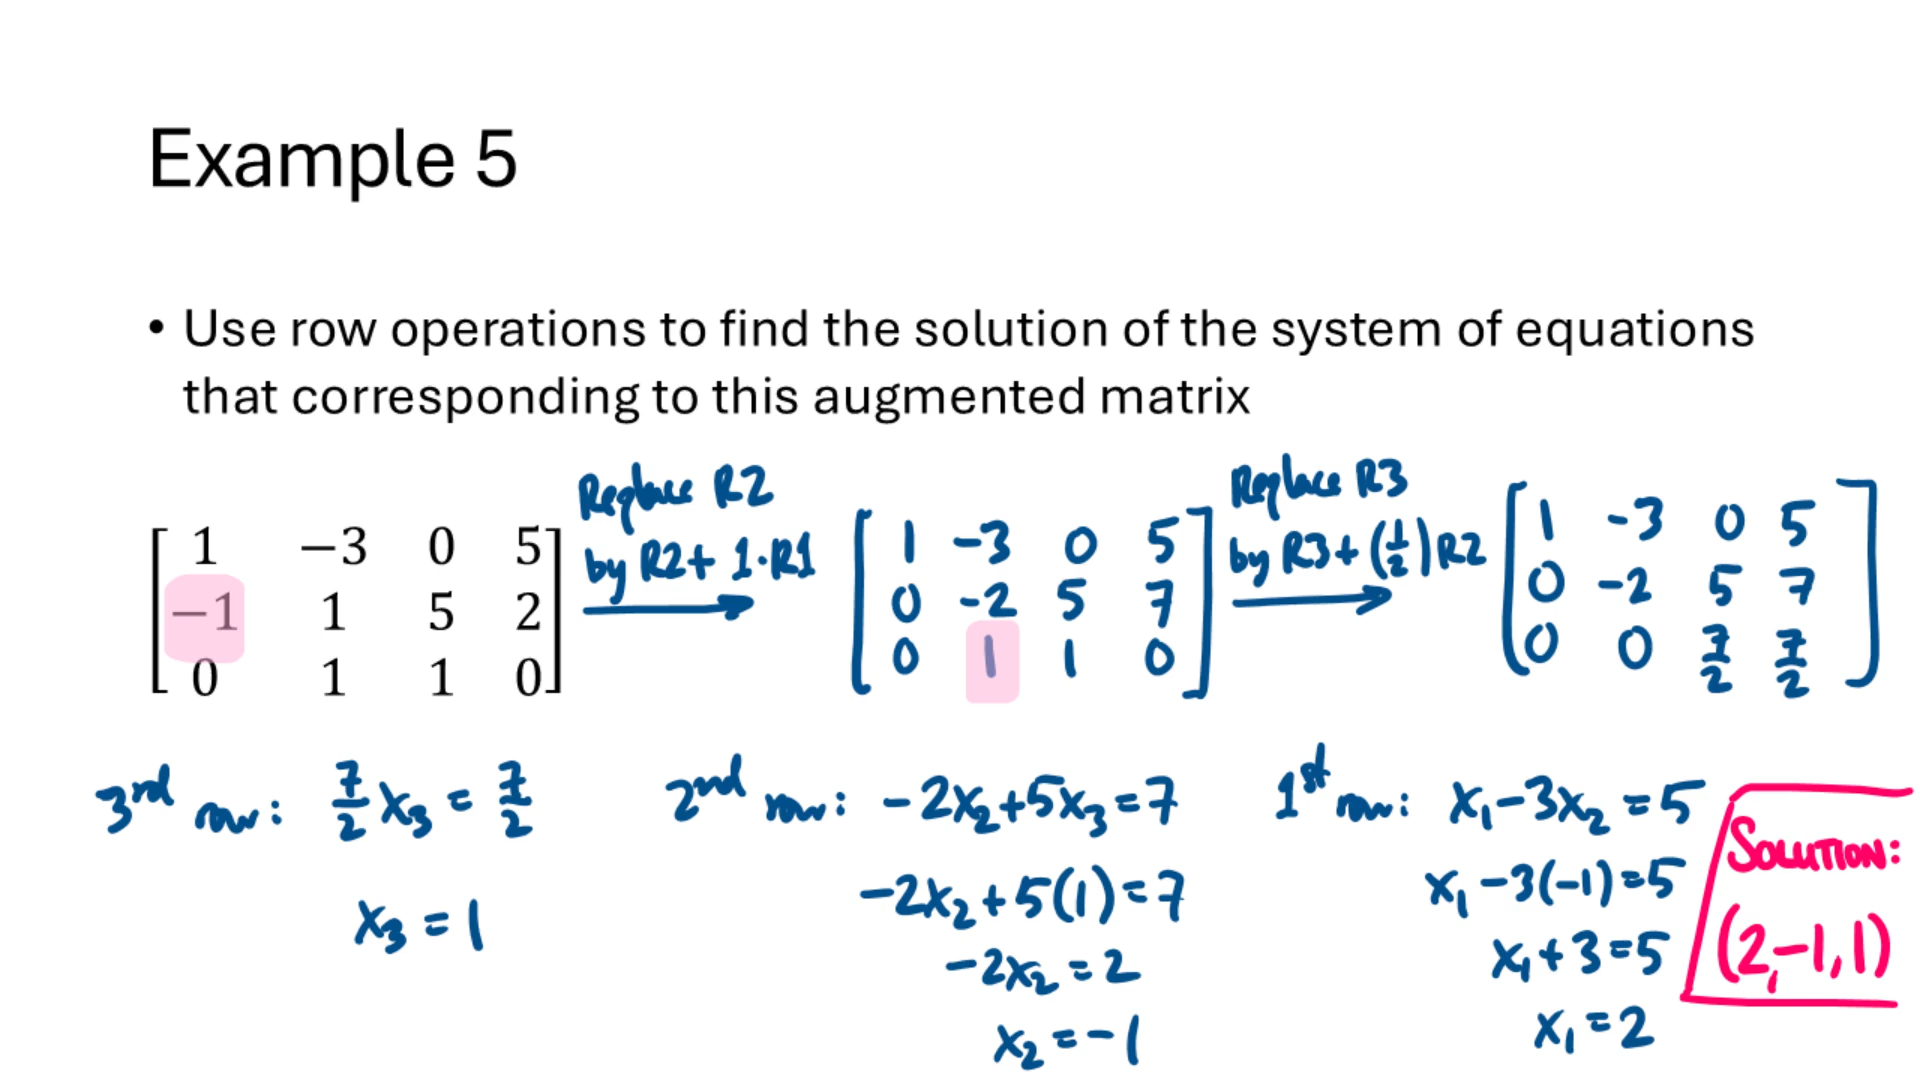 Example 5
• Use row operations to find the solution of the system of equations
that corresponding to this augmented matrix
[1 −3 0 5]
[−1 1 5 2]
[0 1 1 0]
Replace R2
by R2+ 1·R1
[1 -3 0 5]
[0 -2 5 7]
[0 1 1 0]
Replace R3
by R3+(1/2)R2
[1 -3 0 5]
[0 -2 5 7]
[0 0 7/2 7/2]
3rd row: 7/2 x₃ = 7/2
x₃ = 1
2nd row: -2x₂+5x₃=7
-2x₂+5(1)=7
-2x₂=2
x₂=-1
1st row: x₁-3x₂=5
x₁-3(-1)=5
x₁+3=5
x₁=2
SOLUTION:
(2,-1,1)